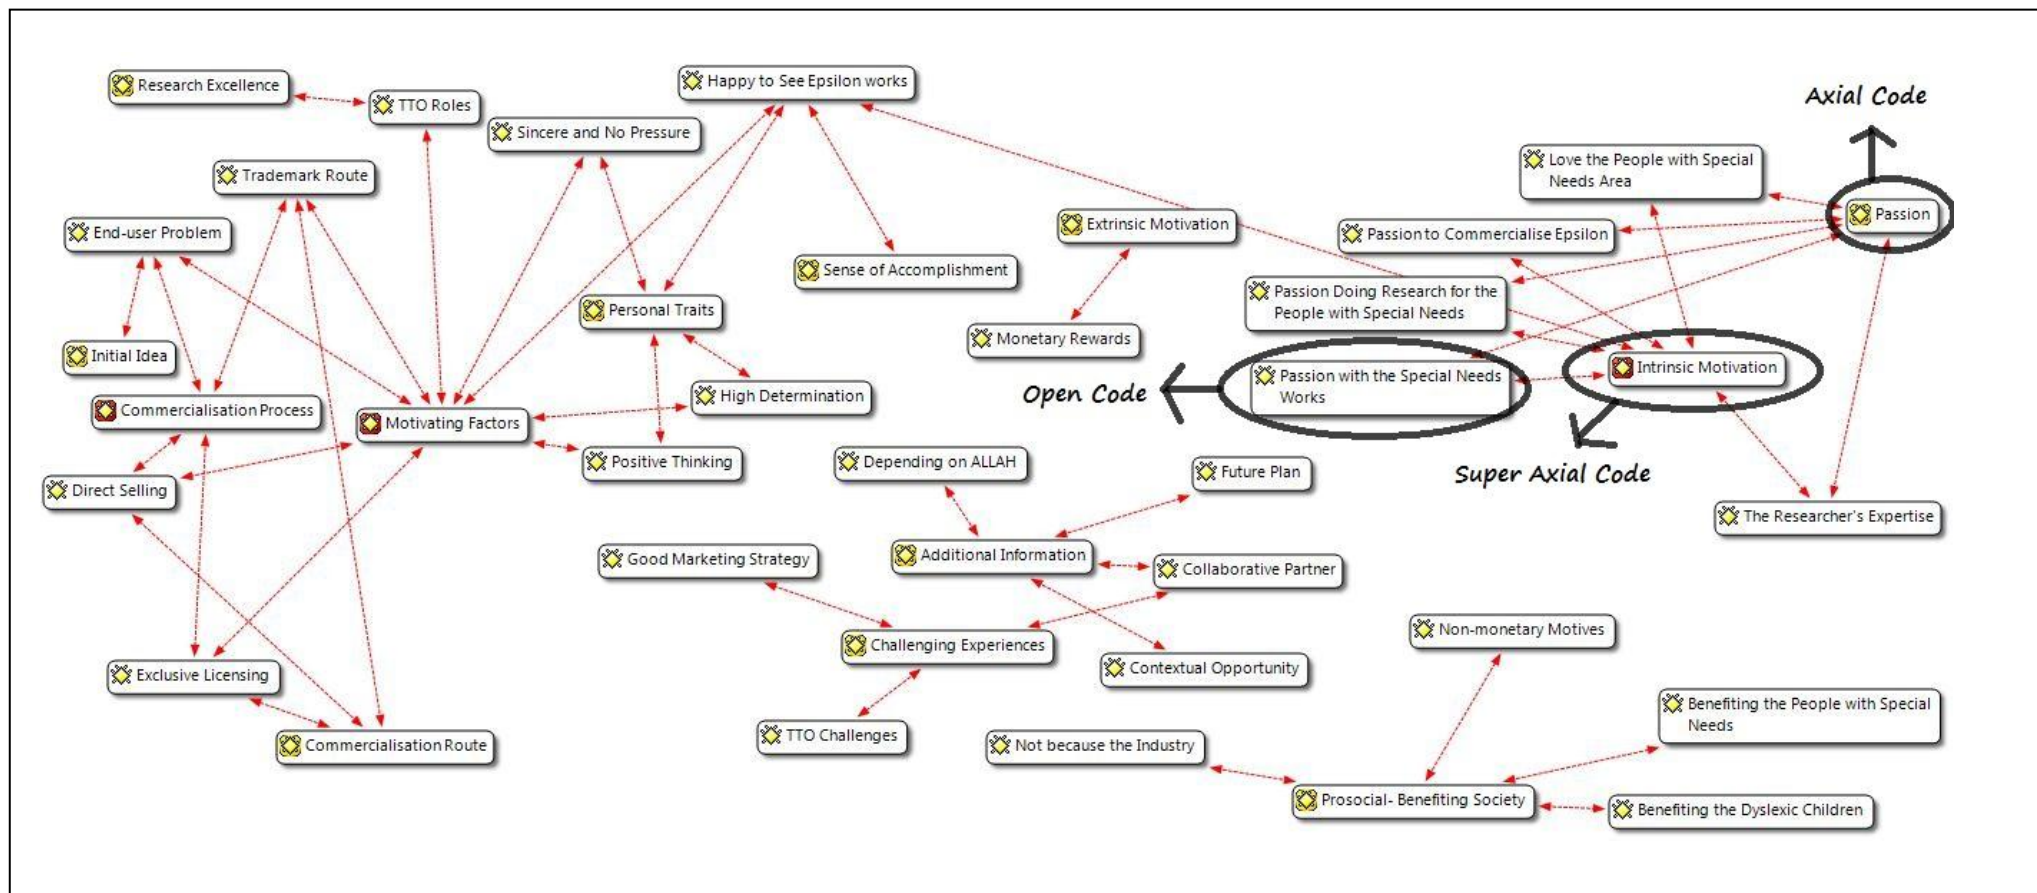 Research Excellence
TTO Roles
Happy to See Epsilon works
Sincere and No Pressure
Axial Code
Trademark Route
Love the People with Special
Needs Area
Passion
End-user Problem
Extrinsic Motivation
Passion to Commercialise Epsilon
Sense of Accomplishment
Personal Traits
Passion Doing Research for the
People with Special Needs
Initial Idea
Monetary Rewards
Intrinsic Motivation
Open Code
Passion with the Special Needs
Works
Commercialisation Process
Motivating Factors
High Determination
Positive Thinking
Depending on ALLAH
Future Plan
Super Axial Code
Direct Selling
The Researcher's Expertise
Good Marketing Strategy
Additional Information
Collaborative Partner
Challenging Experiences
Non-monetary Motives
Exclusive Licensing
Contextual Opportunity
Commercialisation Route
TTO Challenges
Not because the Industry
Benefiting the People with Special
Needs
Prosocial- Benefiting Society
Benefiting the Dyslexic Children